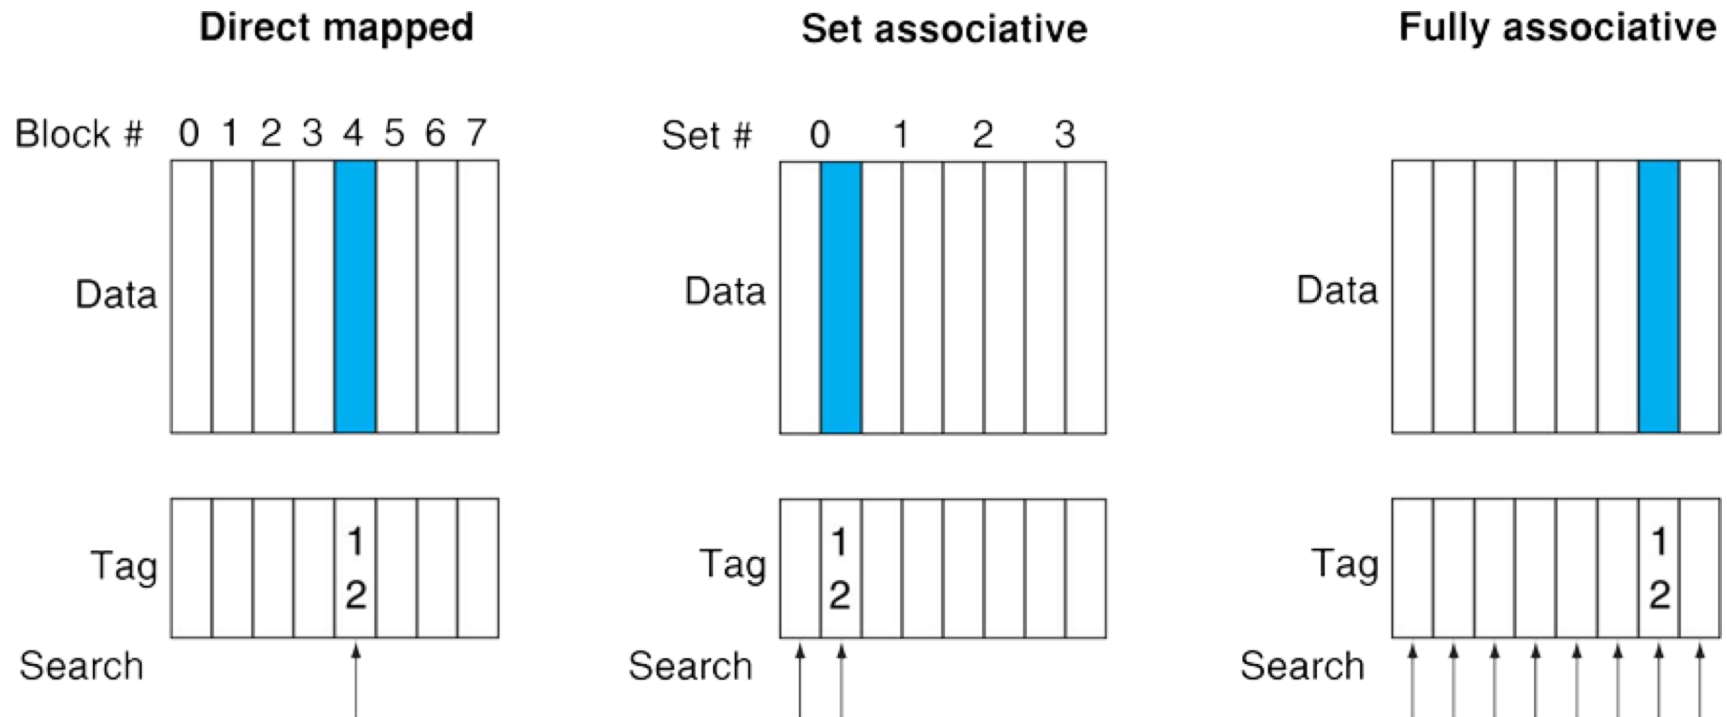 Direct mapped
Block # 0 1 2 3 4 5 6 7
Data
Tag
1
2
Search
Set associative
Set # 0 1 2 3
Data
Tag
1
2
Search
Fully associative
Data
Tag
1
2
Search